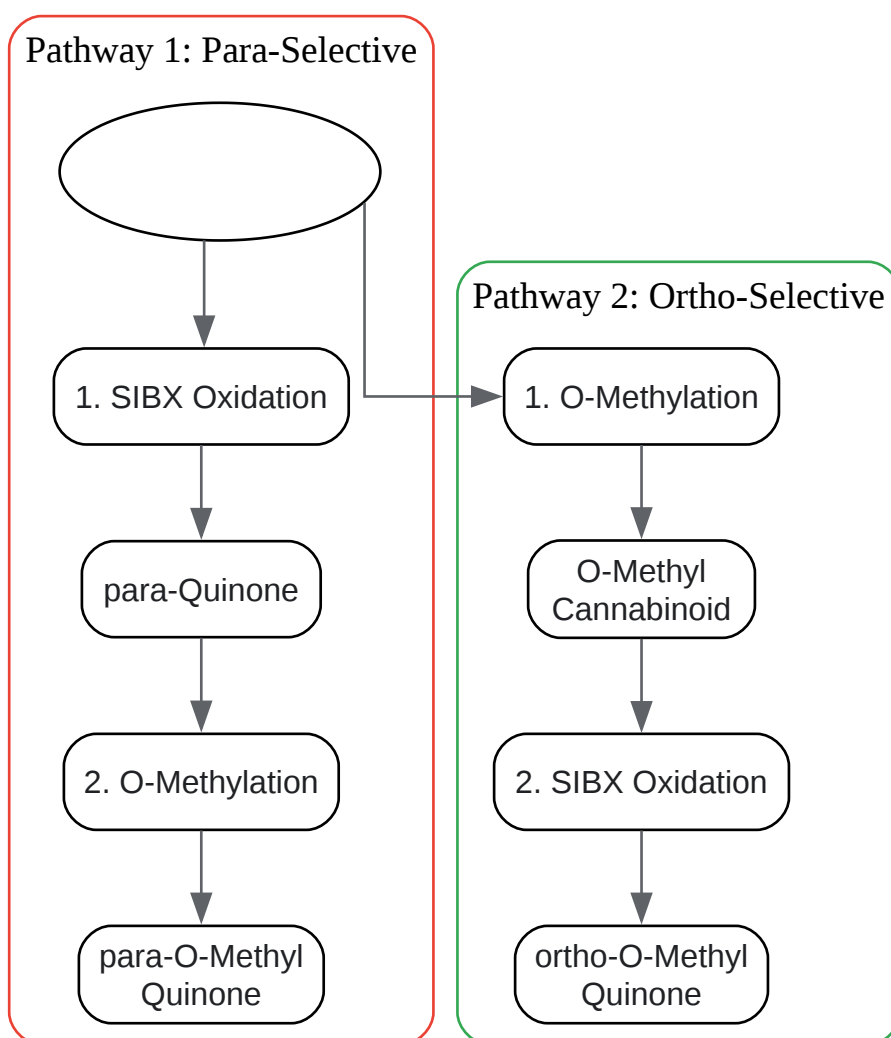 Pathway 1: Para-Selective
1. SIBX Oxidation
para-Quinone
2. O-Methylation
para-O-Methyl
Quinone
Pathway 2: Ortho-Selective
1. O-Methylation
O-Methyl
Cannabinoid
2. SIBX Oxidation
ortho-O-Methyl
Quinone